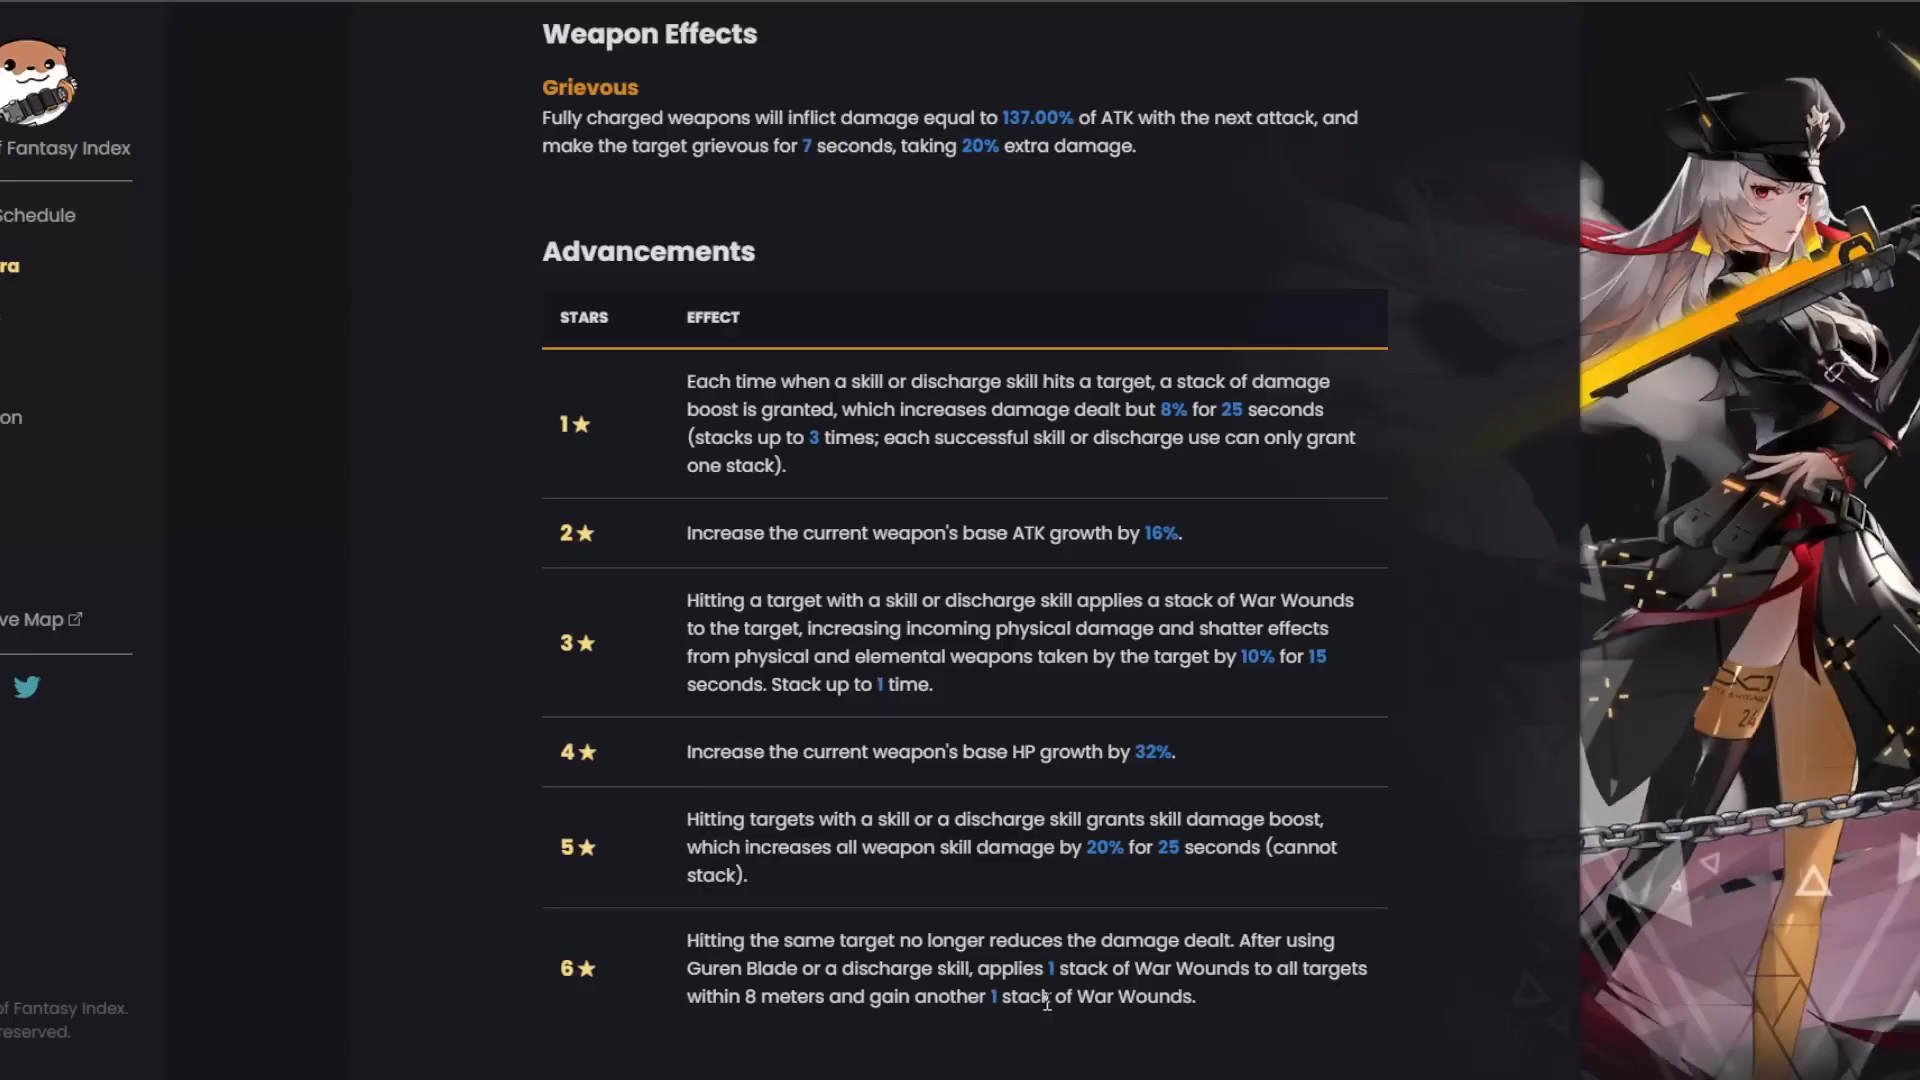 Weapon Effects
Grievous
Fully charged weapons will inflict damage equal to 137.00% of ATK with the next attack, and
make the target grievous for 7 seconds, taking 20% extra damage.
f Fantasy Index
Schedule
ra
on
ve Map
of Fantasy Index.
reserved.
Advancements
STARS EFFECT
1★
Each time when a skill or discharge skill hits a target, a stack of damage
boost is granted, which increases damage dealt but 8% for 25 seconds
(stacks up to 3 times; each successful skill or discharge use can only grant
one stack).
2★ Increase the current weapon's base ATK growth by 16%.
3★
Hitting a target with a skill or discharge skill applies a stack of War Wounds
to the target, increasing incoming physical damage and shatter effects
from physical and elemental weapons taken by the target by 10% for 15
seconds. Stack up to 1 time.
4★ Increase the current weapon's base HP growth by 32%.
5★
Hitting targets with a skill or a discharge skill grants skill damage boost,
which increases all weapon skill damage by 20% for 25 seconds (cannot
stack).
6★
Hitting the same target no longer reduces the damage dealt. After using
Guren Blade or a discharge skill, applies 1 stack of War Wounds to all targets
within 8 meters and gain another 1 stack of War Wounds.
24